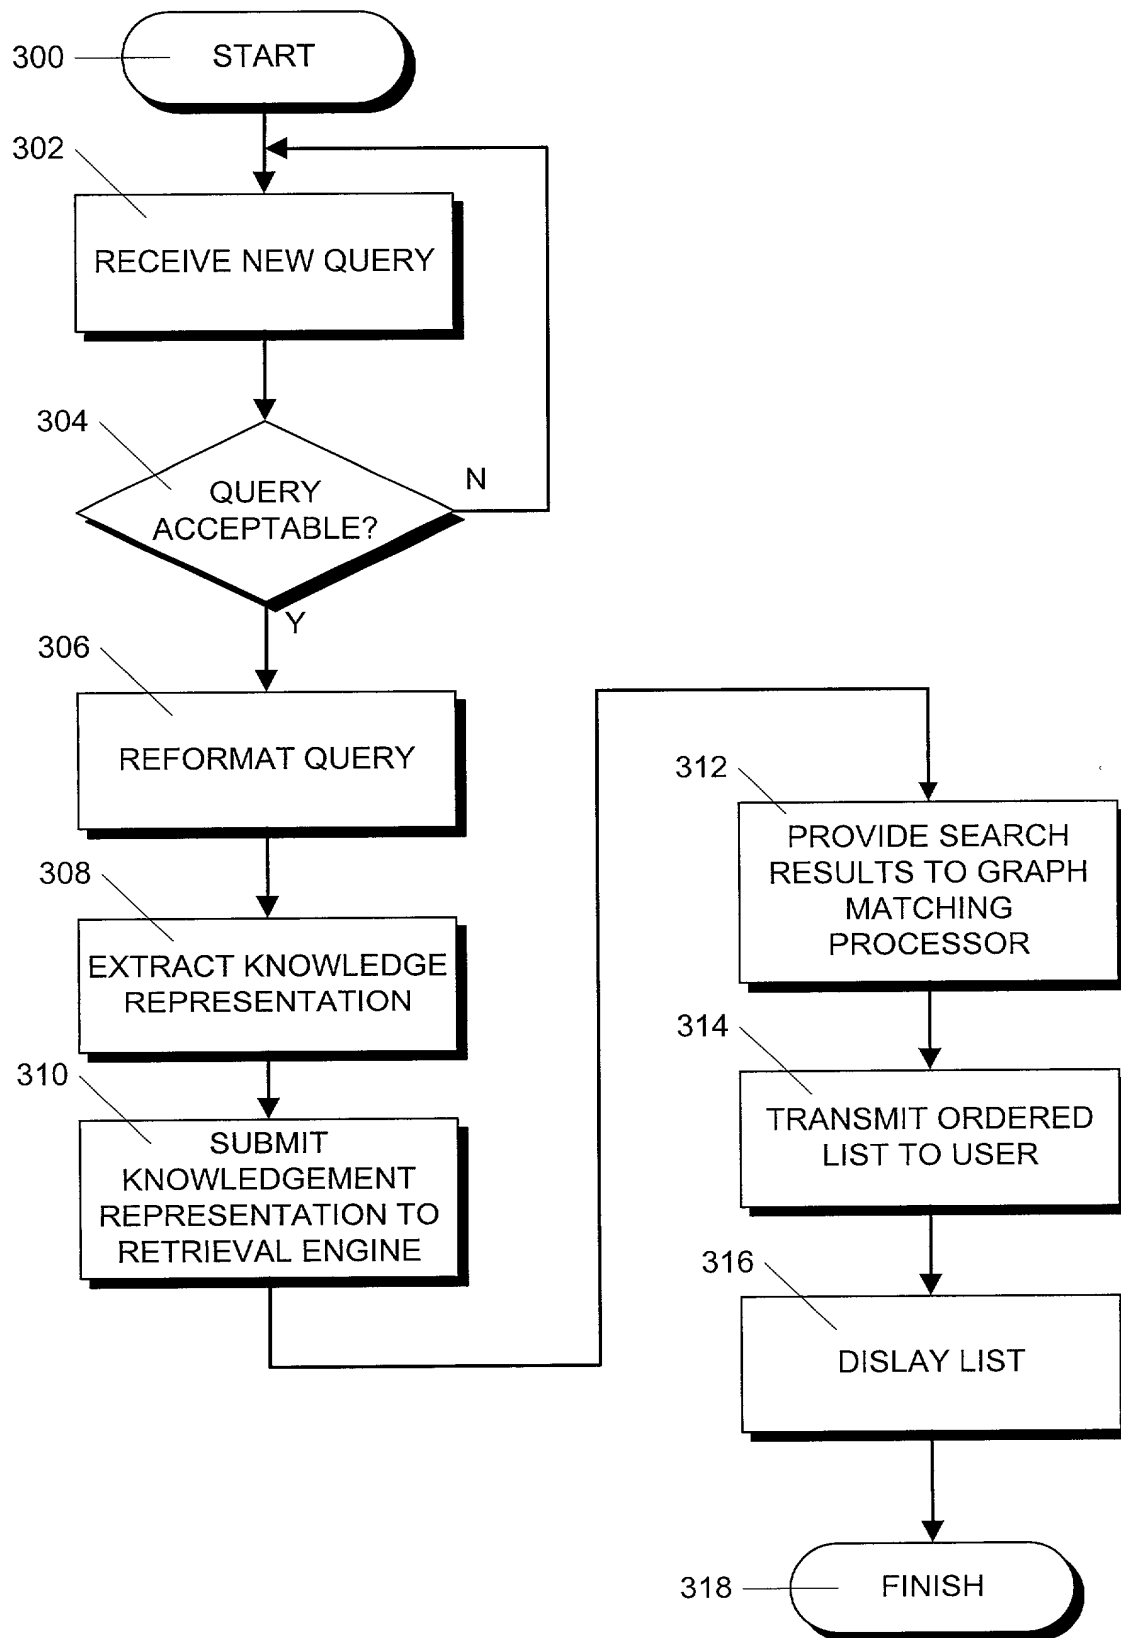 300
START
302
RECEIVE NEW QUERY
304
QUERY
ACCEPTABLE?
N
Y
306
REFORMAT QUERY
308
EXTRACT KNOWLEDGE
REPRESENTATION
310
SUBMIT
KNOWLEDGEMENT
REPRESENTATION TO
RETRIEVAL ENGINE
312
PROVIDE SEARCH
RESULTS TO GRAPH
MATCHING
PROCESSOR
314
TRANSMIT ORDERED
LIST TO USER
316
DISLAY LIST
318
FINISH